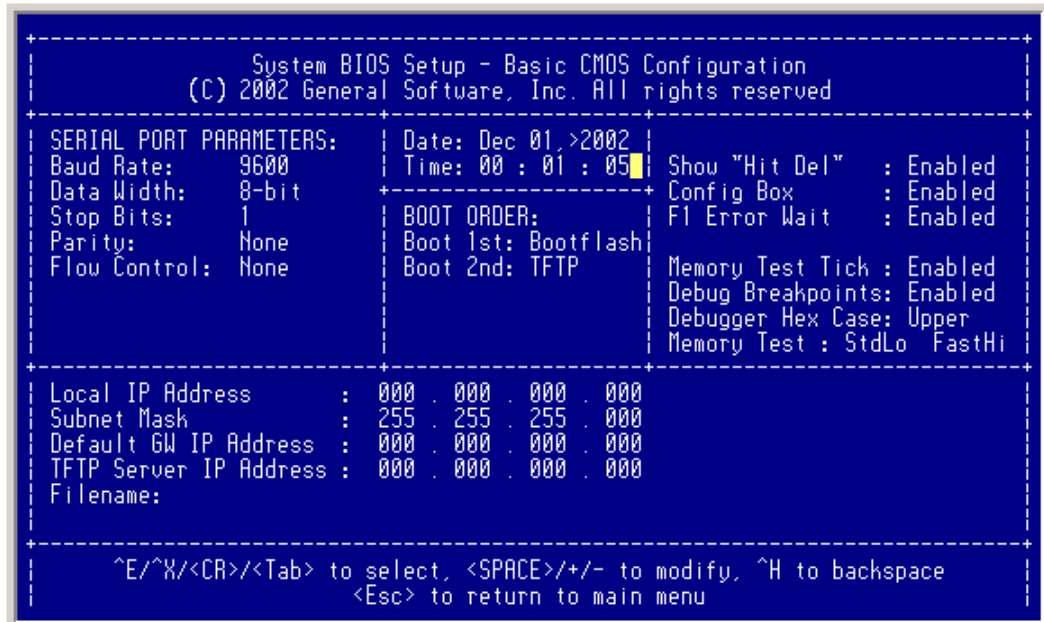 System BIOS Setup - Basic CMOS Configuration
(C) 2002 General Software, Inc. All rights reserved
SERIAL PORT PARAMETERS:
Baud Rate: 9600
Data Width: 8-bit
Stop Bits: 1
Parity: None
Flow Control: None
Date: Dec 01,>2002
Time: 00 : 01 : 05
BOOT ORDER:
Boot 1st: Bootflash
Boot 2nd: TFTP
Show "Hit Del" : Enabled
Config Box : Enabled
F1 Error Wait : Enabled
Memory Test Tick : Enabled
Debug Breakpoints: Enabled
Debugger Hex Case: Upper
Memory Test : StdLo FastHi
Local IP Address : 000 . 000 . 000 . 000
Subnet Mask : 255 . 255 . 255 . 000
Default GW IP Address : 000 . 000 . 000 . 000
TFTP Server IP Address : 000 . 000 . 000 . 000
Filename:
^E/^X/<CR>/<Tab> to select, <SPACE>/+/- to modify, ^H to backspace
<Esc> to return to main menu